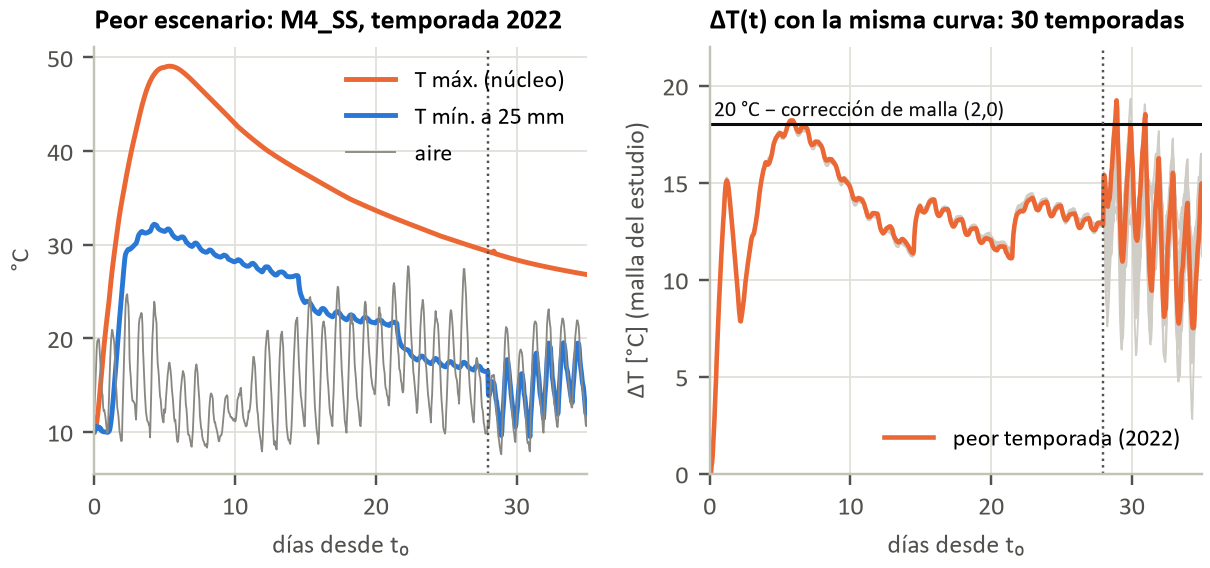 Peor escenario: M4_SS, temporada 2022
50
40
30
20
10
°C
0
10
20
30
días desde t₀
T máx. (núcleo)
T mín. a 25 mm
aire
ΔT(t) con la misma curva: 30 temporadas
20
15
10
5
0
ΔT [°C] (malla del estudio)
20 °C – corrección de malla (2,0)
peor temporada (2022)
0
10
20
30
días desde t₀